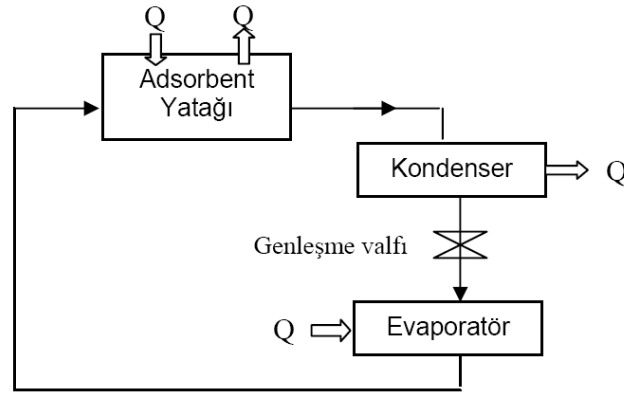 Q Q
Adsorbent
Yatağı
Kondenser
Q
Genleşme valfı
Q
Evaporatör